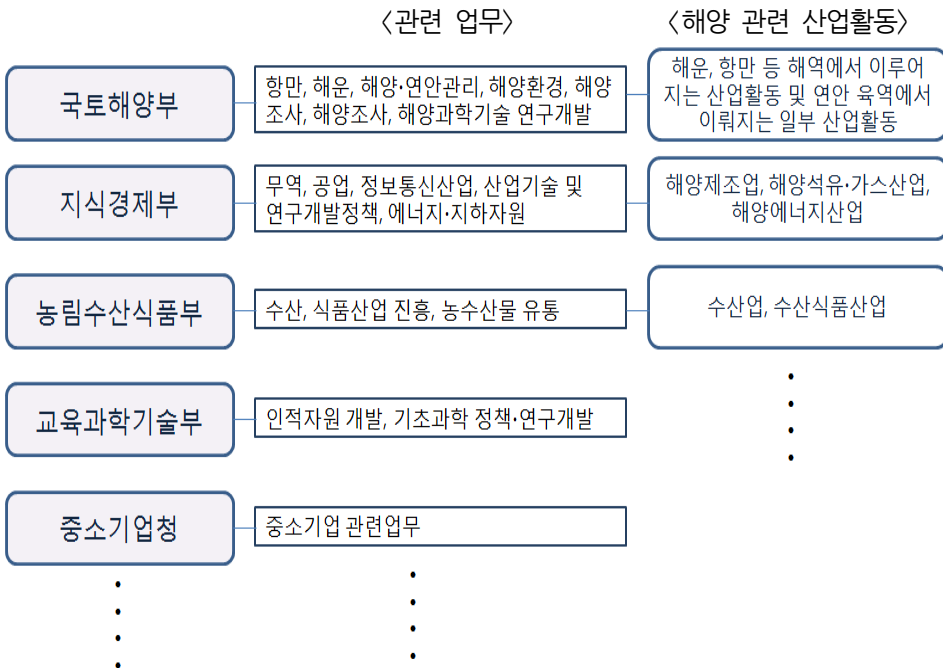 〈관련 업무〉
〈해양 관련 산업활동〉
국토해양부
항만, 해운, 해양·연안관리, 해양환경, 해양
조사, 해양조사, 해양과학기술 연구개발
해운, 항만 등 해역에서 이루어
지는 산업활동 및 연안 육역에서
이뤄지는 일부 산업활동
지식경제부
무역, 공업, 정보통신산업, 산업기술 및
연구개발정책, 에너지·지하자원
해양제조업, 해양석유·가스산업,
해양에너지산업
농림수산식품부
수산, 식품산업 진흥, 농수산물 유통
수산업, 수산식품산업
교육과학기술부
인적자원 개발, 기초과학 정책·연구개발
중소기업청
중소기업 관련업무